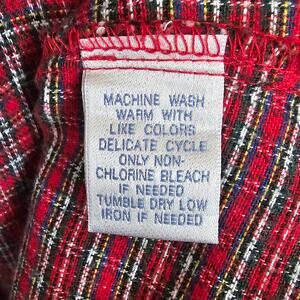 MACHINE WASH
WARM WITH
LIKE COLORS
DELICATE CYCLE
ONLY NON-
CHLORINE BLEACH
IF NEEDED
TUMBLE DRY LOW
IRON IF NEEDED